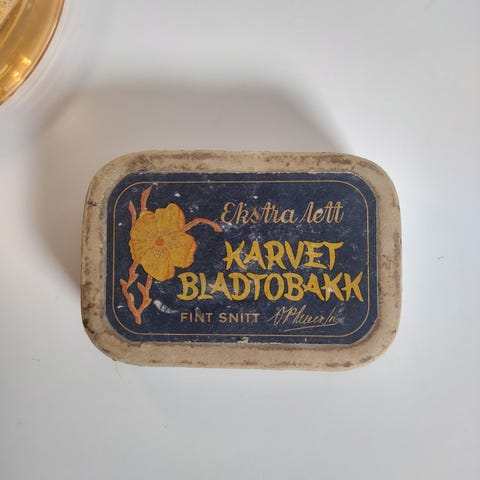 Ekstra lett
KARVET
BLADTOBAKK
FINT SNITT